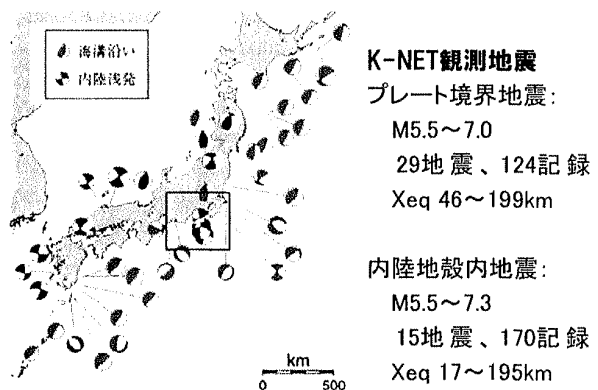 海溝沿い
内陸浅発
km
0 500
K-NET観測地震
プレート境界地震:
M5.5～7.0
29地震、124記録
Xeq 46～199km
内陸地殻内地震:
M5.5～7.3
15地震、170記録
Xeq 17～195km